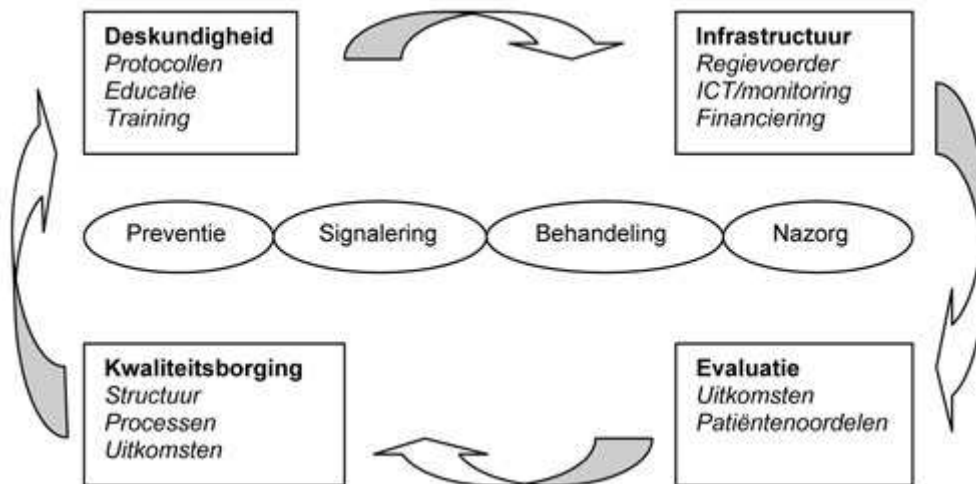 Deskundigheid
Protocollen
Educatie
Training
Infrastructuur
Regievoerder
ICT/monitoring
Financiering
Preventie
Signalering
Behandeling
Nazorg
Kwaliteitsborging
Structuur
Processen
Uitkomsten
Evaluatie
Uitkomsten
Patiëntenoordelen